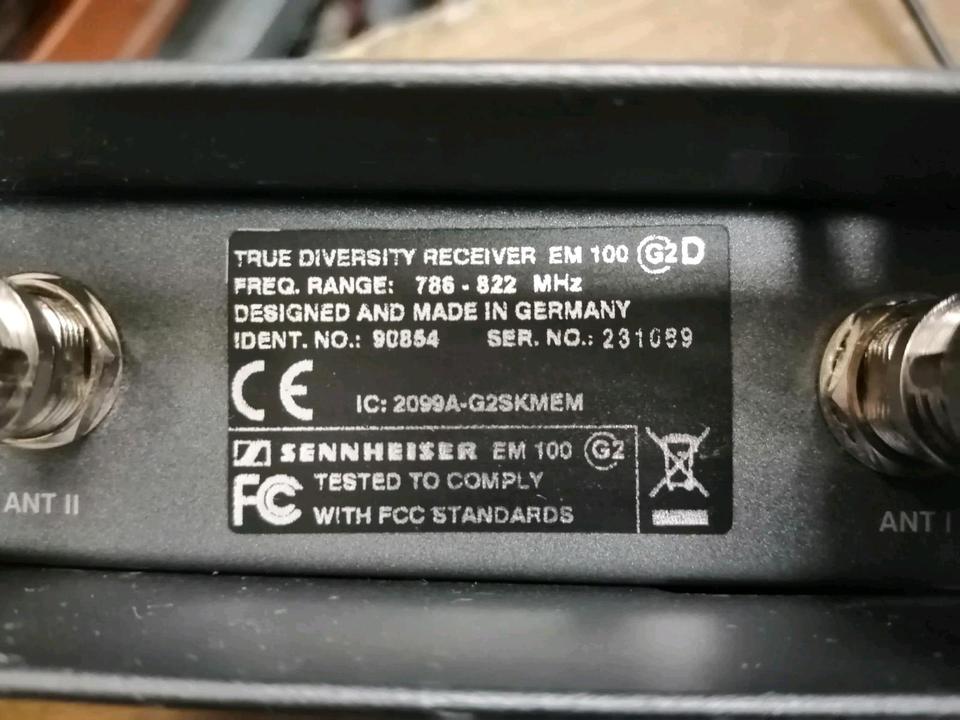 TRUE DIVERSITY RECEIVER EM 100 G2 D
FREQ. RANGE: 786 - 822 MHz
DESIGNED AND MADE IN GERMANY
IDENT. NO.: 90854 SER. NO.: 231089
CE
IC: 2099A-G2SKMEM
SENNHEISER EM 100 G2
FC TESTED TO COMPLY
WITH FCC STANDARDS
ANT II
ANT I